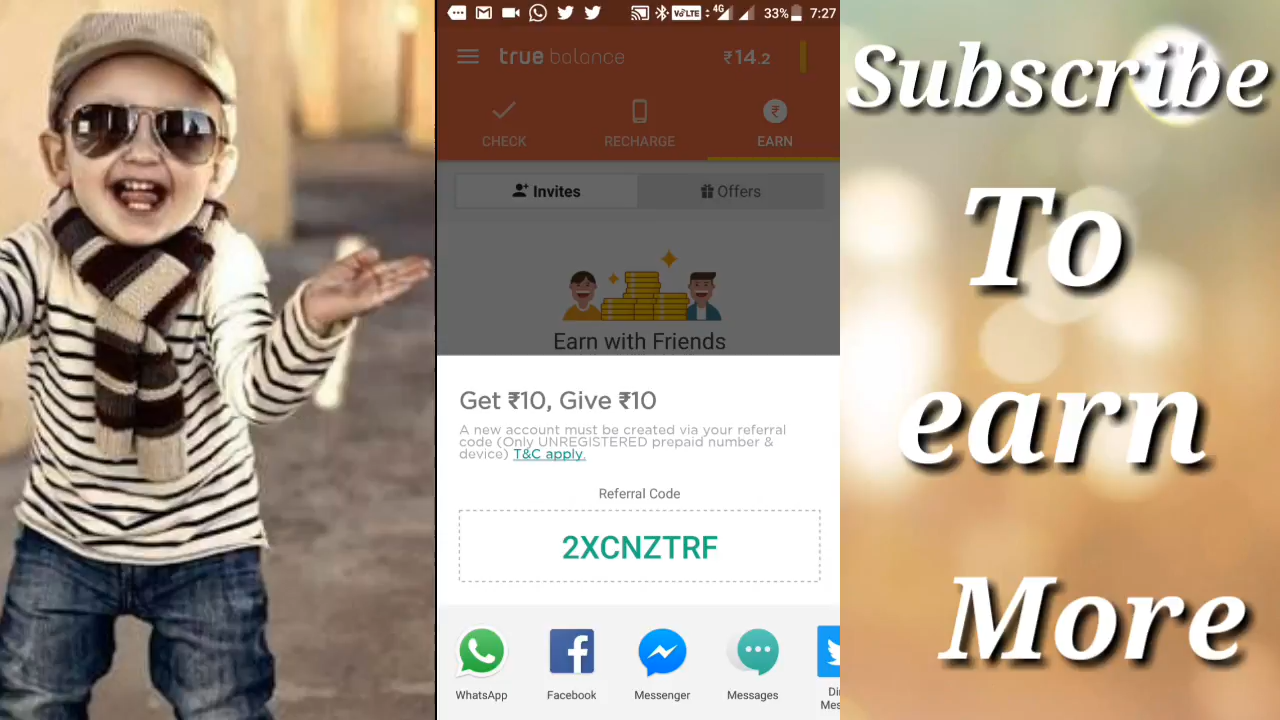 33% 7:27
VoLTE 4G
true balance
₹14.2
CHECK
RECHARGE
EARN
Invites
Offers
Earn with Friends
Get ₹10, Give ₹10
A new account must be created via your referral
code (Only UNREGISTERED prepaid number &
device) T&C apply.
Referral Code
2XCNZTRF
WhatsApp
Facebook
Messenger
Messages
Subscribe
To
earn
More